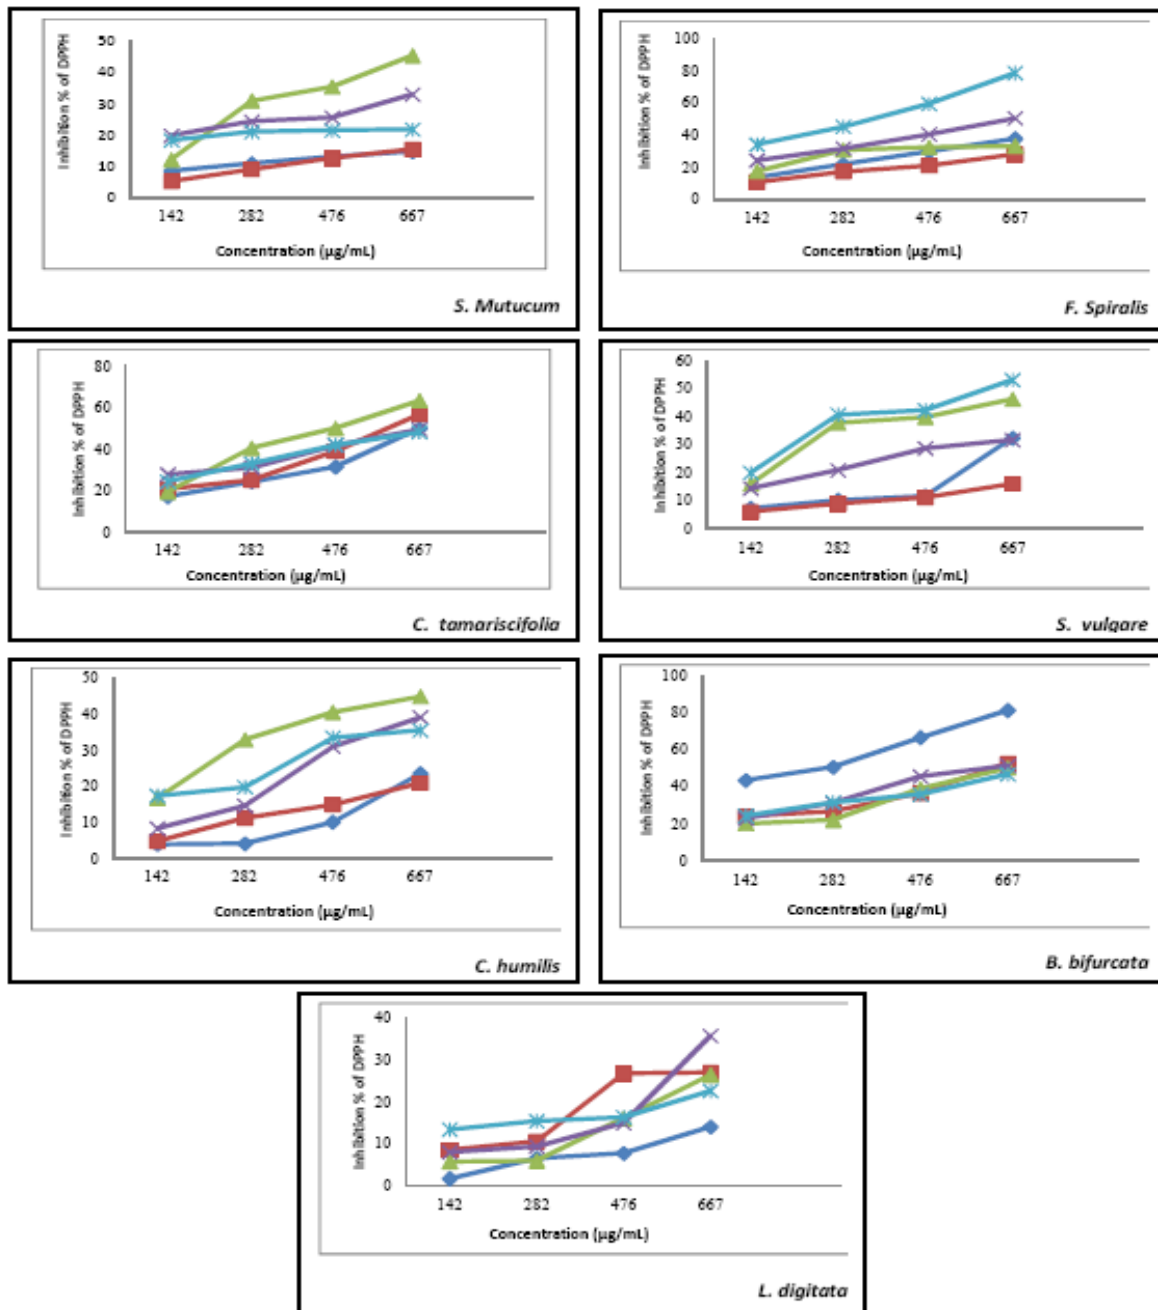 Inhibition % of DPPH
50
40
30
20
10
0
142 282 476 667
Concentration (µg/mL)
S. Mutucum
Inhibition % of DPPH
100
80
60
40
20
0
142 282 476 667
Concentration (µg/mL)
F. Spiralis
Inhibition % of DPPH
80
60
40
20
0
142 282 476 667
Concentration (µg/mL)
C. tamariscifolia
Inhibition % of DPPH
60
50
40
30
20
10
0
142 282 476 667
Concentration (µg/mL)
S. vulgare
Inhibition % of DPPH
50
40
30
20
10
0
142 282 476 667
Concentration (µg/mL)
C. humilis
Inhibition % of DPPH
100
80
60
40
20
0
142 282 476 667
Concentration (µg/mL)
B. bifurcata
Inhibition % of DPPH
40
30
20
10
0
142 282 476 667
Concentration (µg/mL)
L. digitata